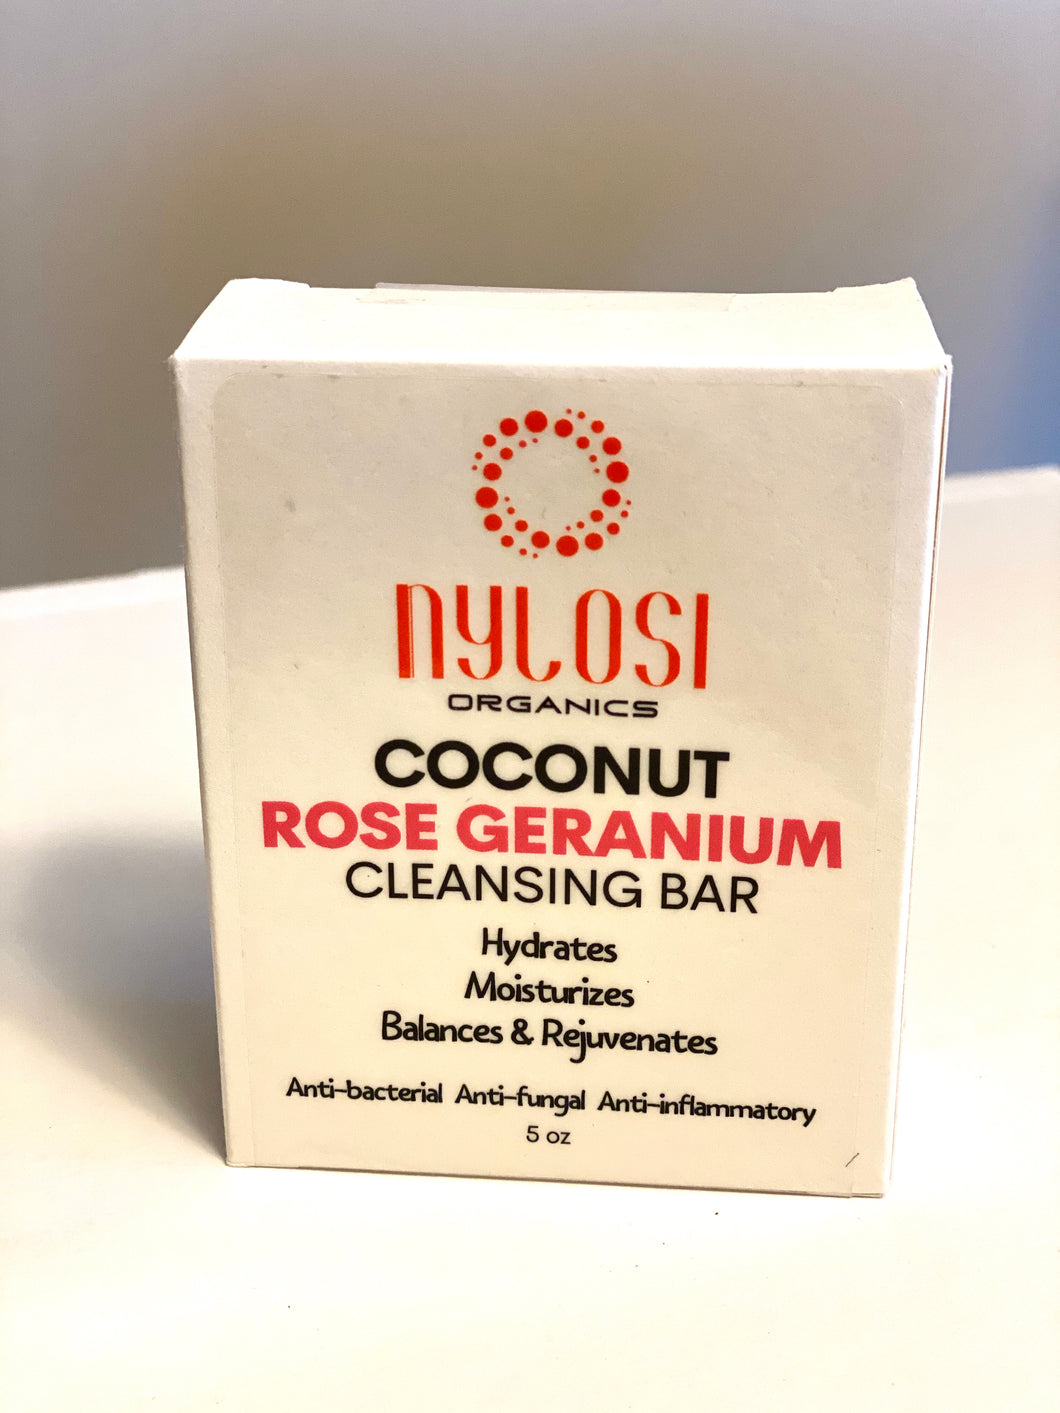 NYLOSI
ORGANICS
COCONUT
ROSE GERANIUM
CLEANSING BAR
Hydrates
Moisturizes
Balances & Rejuvenates
Anti-bacterial Anti-fungal Anti-inflammatory
5 oz